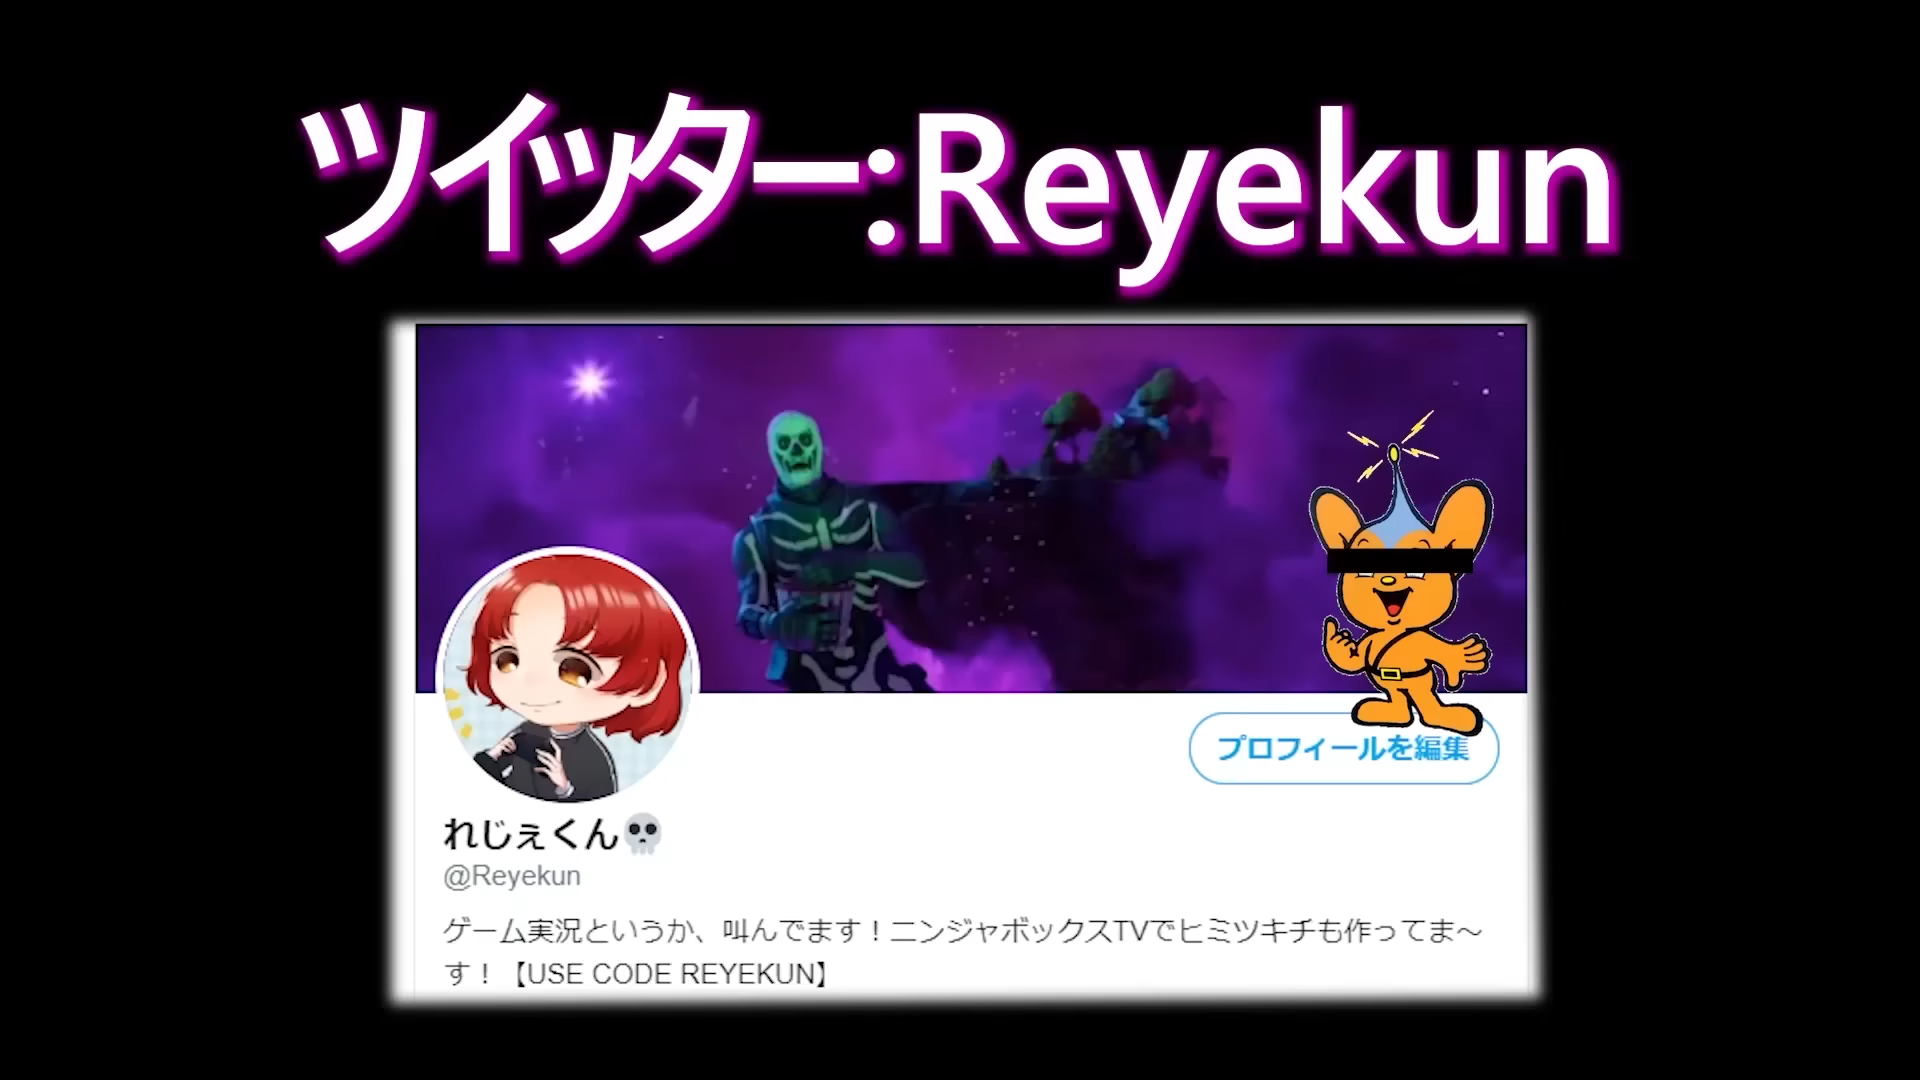 ツイッター:Reyekun
プロフィールを編集
れじぇくん💀
@Reyekun
ゲーム実況というか、叫んでます！ニンジャボックスTVでヒミツキチも作ってま〜
す！【USE CODE REYEKUN】